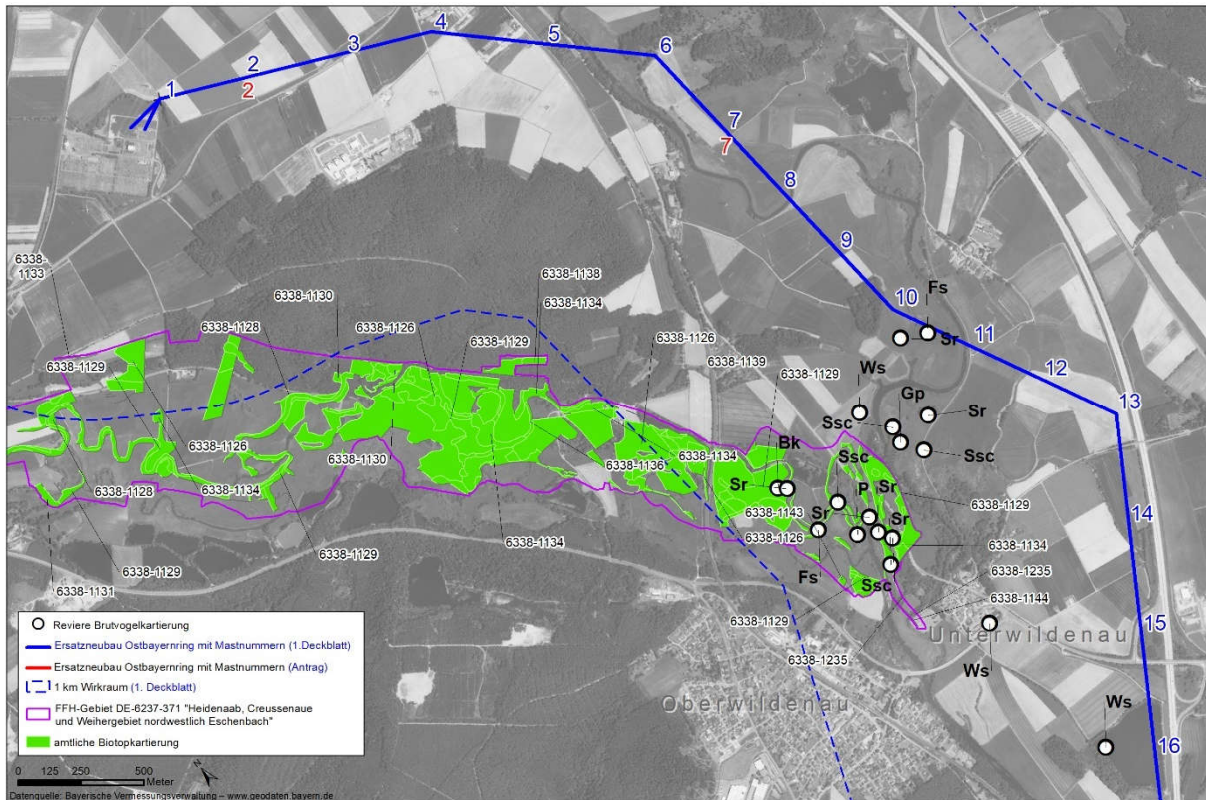 4
5
6
3
2
1
2
7
7
8
9
10
Fs
11
Sr
12
13
14
15
16
6338-
1133
6338-1130
6338-1138
6338-1134
6338-1128
6338-1126
6338-1129
6338-1126
6338-1139
6338-1129
6338-1129
Ws
Gp
Sr
Ssc
Ssc
Bk
Ssc
6338-1126
6338-1130
6338-1136
6338-1134
Sr
P
Sr
6338-1129
6338-1128
6338-1134
6338-1143
Sr
Sr
6338-1126
6338-1134
6338-1129
6338-1134
6338-1129
6338-1131
Fs
Ssc
6338-1235
6338-1144
6338-1129
6338-1235
Unterwildenau
Ws
Oberwildenau
Ws
Reviere Brutvogelkartierung
Ersatzneubau Ostbayernring mit Mastnummern (1.Deckblatt)
Ersatzneubau Ostbayernring mit Mastnummern (Antrag)
1 km Wirkraum (1. Deckblatt)
FFH-Gebiet DE-6237-371 "Heidenaab, Creussenaue
und Weihergebiet nordwestlich Eschenbach"
amtliche Biotopkartierung
0 125 250 500
Meter
N
Datenquelle: Bayerische Vermessungsverwaltung – www.geodaten.bayern.de